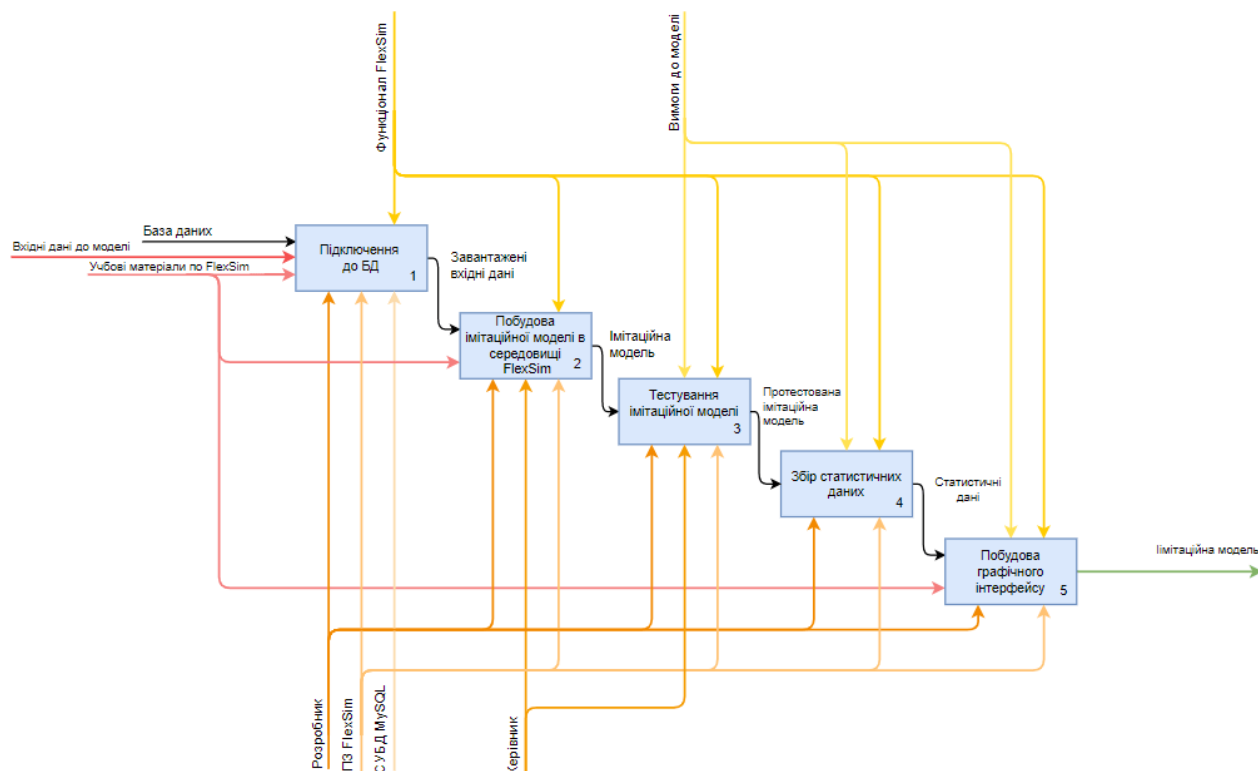 Функціонал FlexSim
Вимоги до моделі
База даних
Вхідні дані до моделі
Учбові матеріали по FlexSim
Підключення
до БД
1
Завантажені
вхідні дані
Побудова
імітаційної моделі в
середовищі
FlexSim
2
Імітаційна
модель
Тестування
імітаційної моделі
3
Протестована
імітаційна
модель
Збір статистичних
даних
4
Статистичні
дані
Побудова
графічного
інтерфейсу
5
Іімітаційна модель
Розробник
ПЗ FlexSim
СУБД MySQL
Керівник